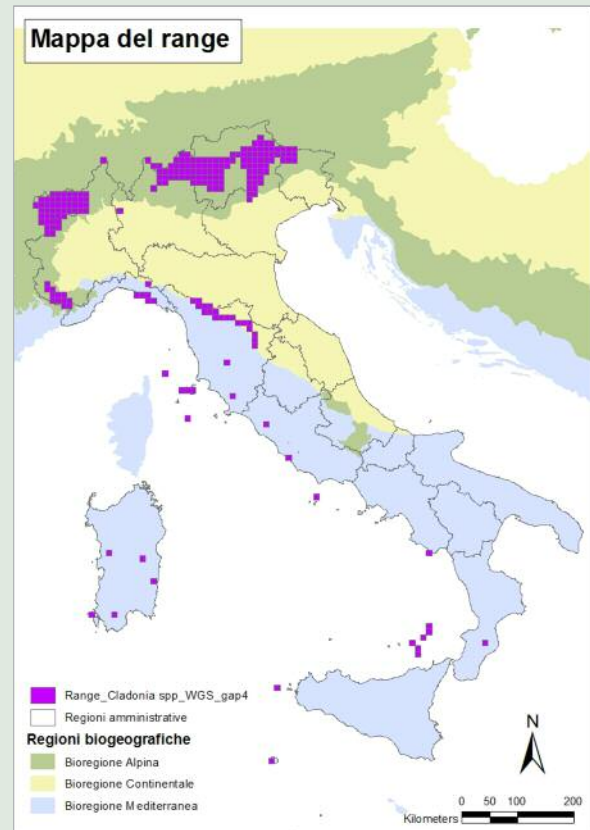 Mappa del range
Range_Cladonia spp_WGS_gap4
Regioni amministrative
Regioni biogeografiche
Bioregione Alpina
Bioregione Continentale
Bioregione Mediterranea
N
0 50 100 200
Kilometers